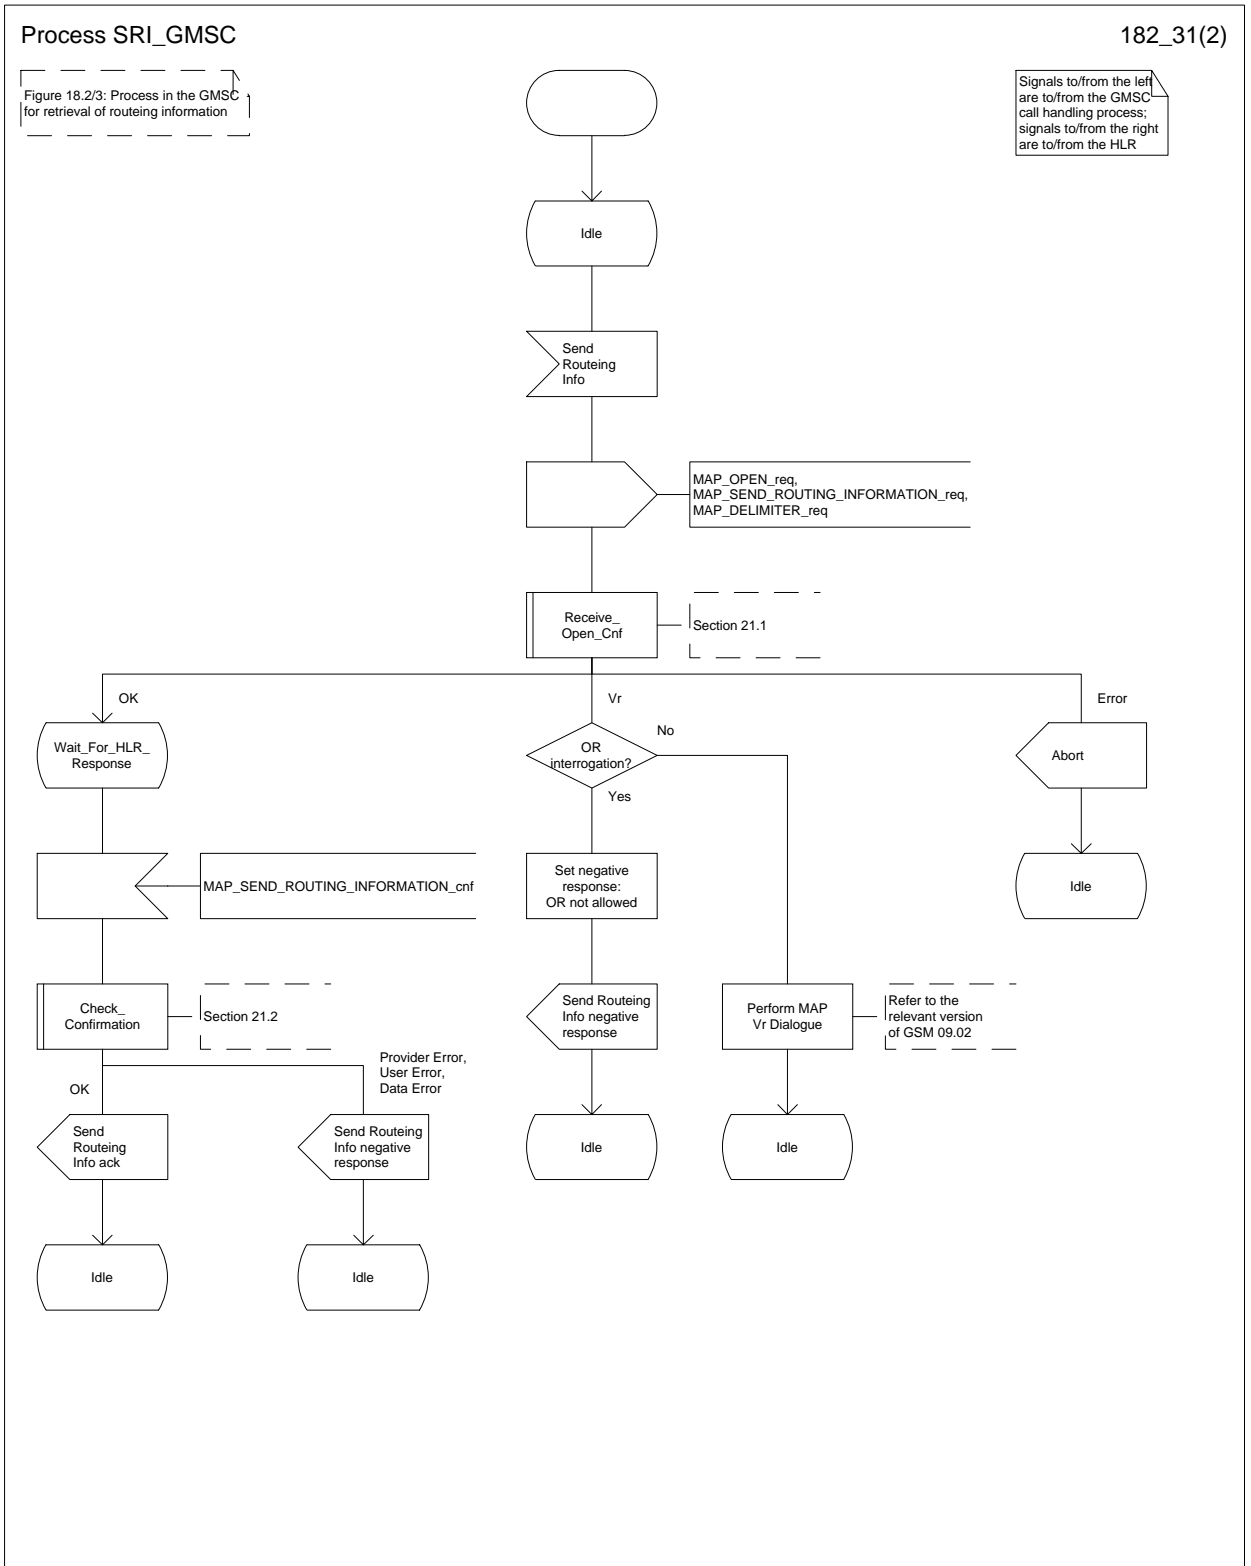 Process SRI_GMSC
182_31(2)
Figure 18.2/3: Process in the GMSC
for retrieval of routeing information
Signals to/from the left
are to/from the GMSC
call handling process;
signals to/from the right
are to/from the HLR
Idle
Send
Routeing
Info
MAP_OPEN_req,
MAP_SEND_ROUTING_INFORMATION_req,
MAP_DELIMITER_req
Receive_
Open_Cnf
Section 21.1
OK
Vr
Error
Wait_For_HLR_
Response
OR
interrogation?
No
Yes
Abort
MAP_SEND_ROUTING_INFORMATION_cnf
Set negative
response:
OR not allowed
Idle
Check_
Confirmation
Section 21.2
Send Routeing
Info negative
response
Perform MAP
Vr Dialogue
Refer to the
relevant version
of GSM 09.02
OK
Provider Error,
User Error,
Data Error
Send
Routeing
Info ack
Send Routeing
Info negative
response
Idle
Idle
Idle
Idle